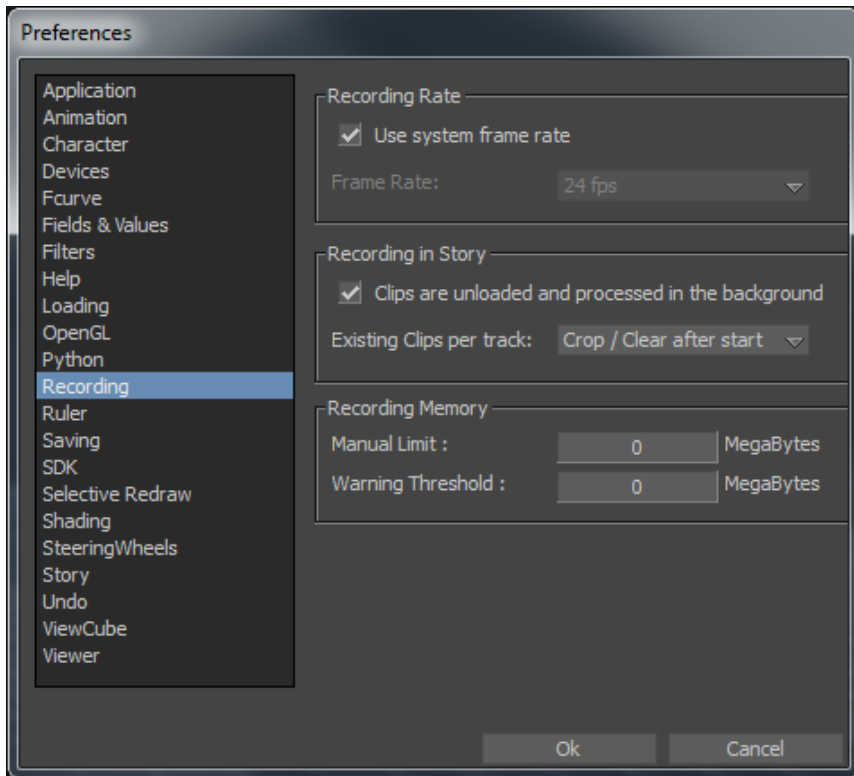 Preferences
Application
Animation
Character
Devices
Fcurve
Fields & Values
Filters
Help
Loading
OpenGL
Python
Recording
Ruler
Saving
SDK
Selective Redraw
Shading
SteeringWheels
Story
Undo
ViewCube
Viewer
Recording Rate
Use system frame rate
Frame Rate: 24 fps
Recording in Story
Clips are unloaded and processed in the background
Existing Clips per track: Crop / Clear after start
Recording Memory
Manual Limit : 0 MegaBytes
Warning Threshold : 0 MegaBytes
Ok Cancel